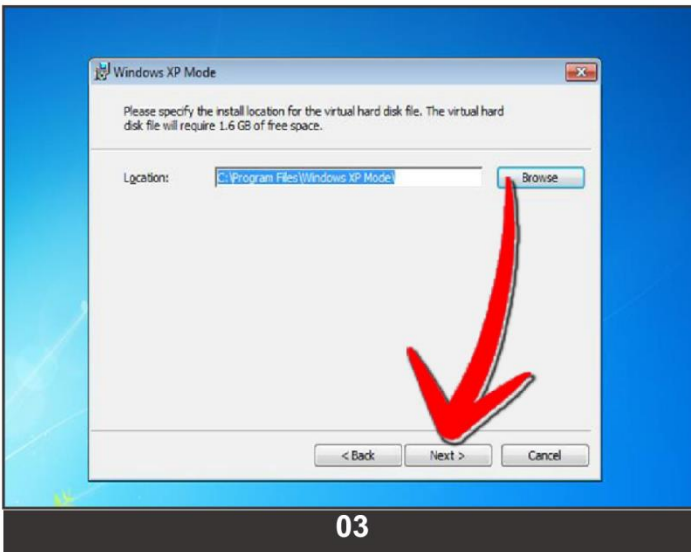 Windows XP Mode
Please specify the install location for the virtual hard disk file. The virtual hard
disk file will require 1.6 GB of free space.
Location: C:\Program Files\Windows XP Mode\ Browse
< Back Next > Cancel
03